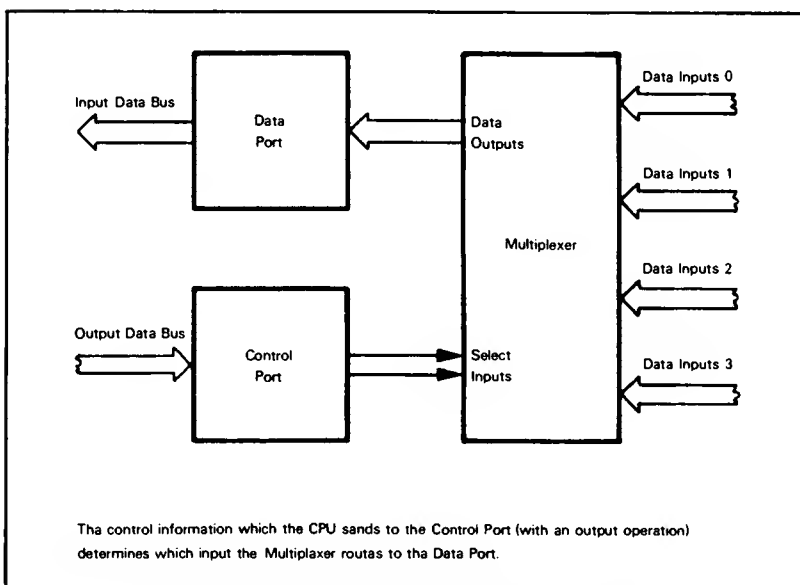 Input Data Bus
Data
Port
Data
Outputs
Data Inputs 0
Data Inputs 1
Multiplexer
Data Inputs 2
Output Data Bus
Control
Port
Select
Inputs
Data Inputs 3
Tha control information which the CPU sands to the Control Port (with an output operation)
determines which input the Multiplaxer routas to tha Data Port.